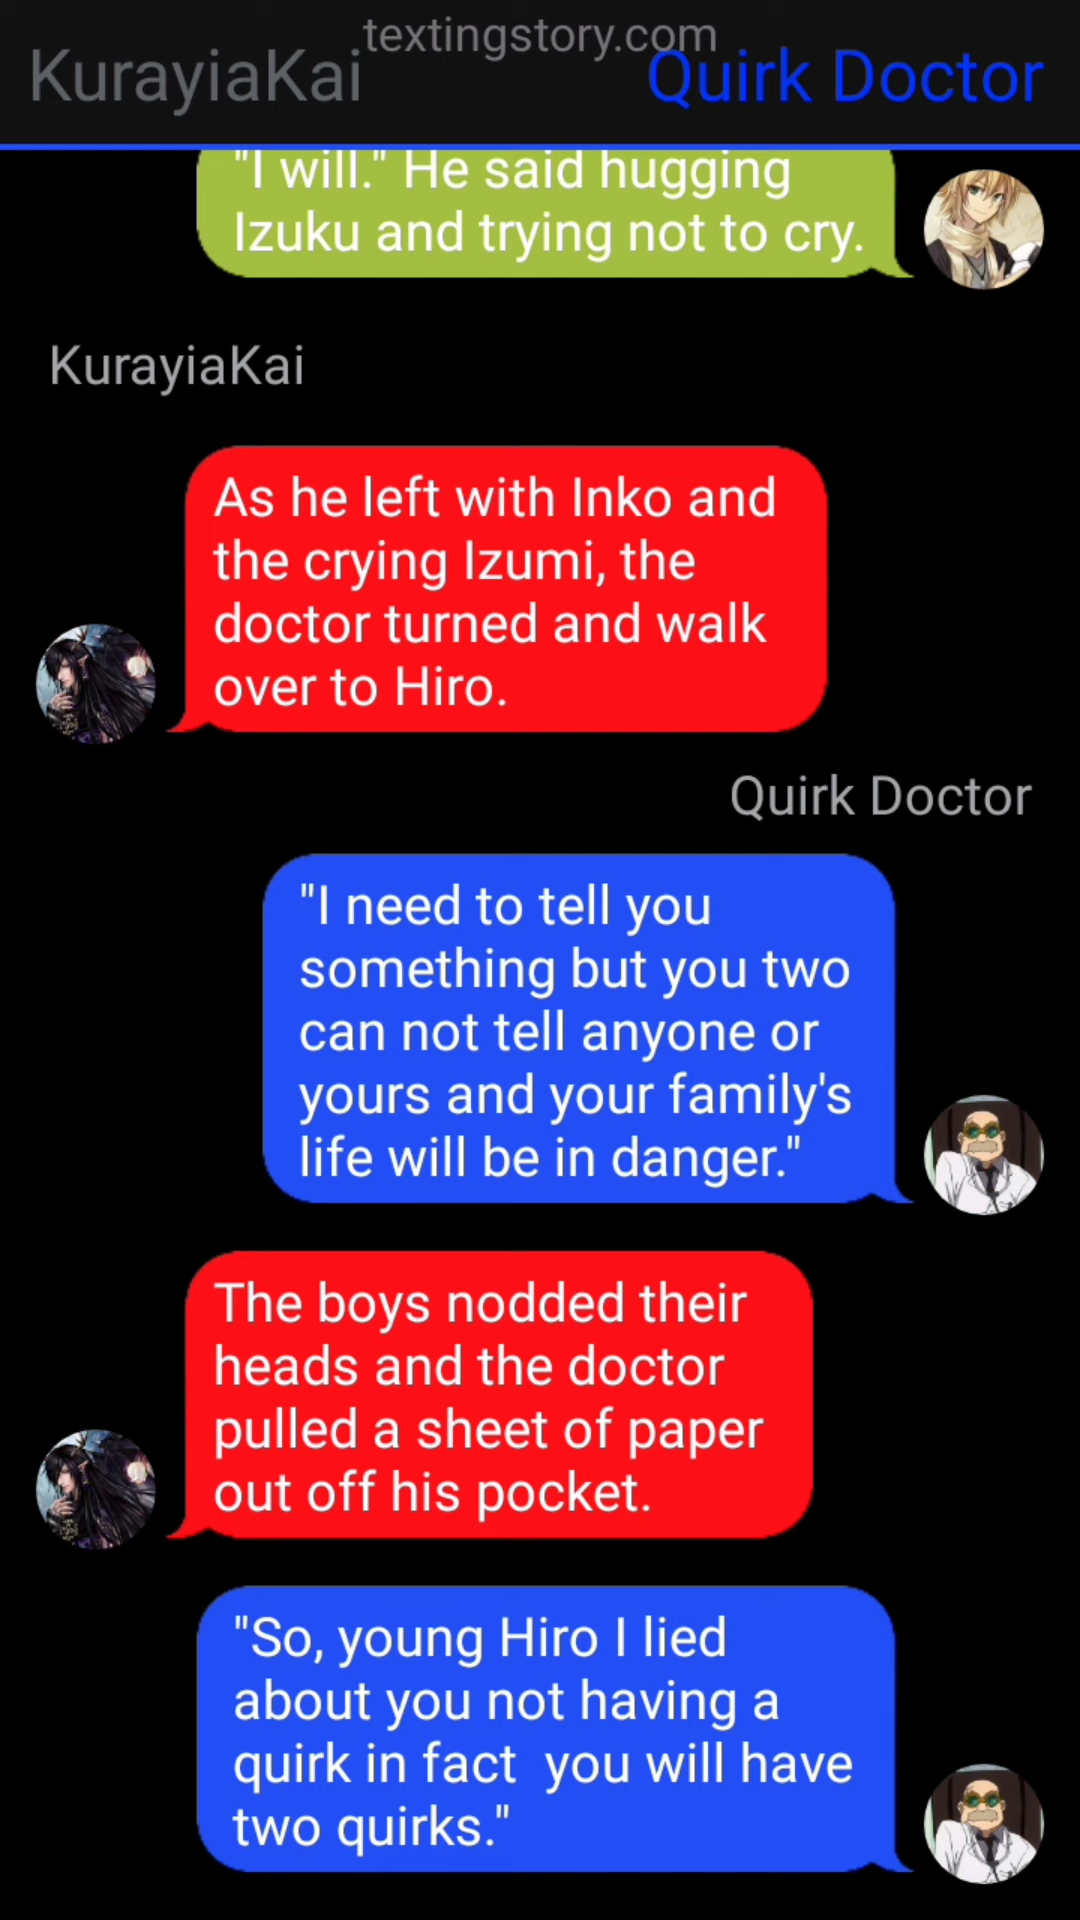 textingstory.com
KurayiaKai
Quirk Doctor
"I will." He said hugging
Izuku and trying not to cry.
KurayiaKai
As he left with Inko and
the crying Izumi, the
doctor turned and walk
over to Hiro.
Quirk Doctor
"I need to tell you
something but you two
can not tell anyone or
yours and your family's
life will be in danger."
The boys nodded their
heads and the doctor
pulled a sheet of paper
out off his pocket.
"So, young Hiro I lied
about you not having a
quirk in fact  you will have
two quirks."